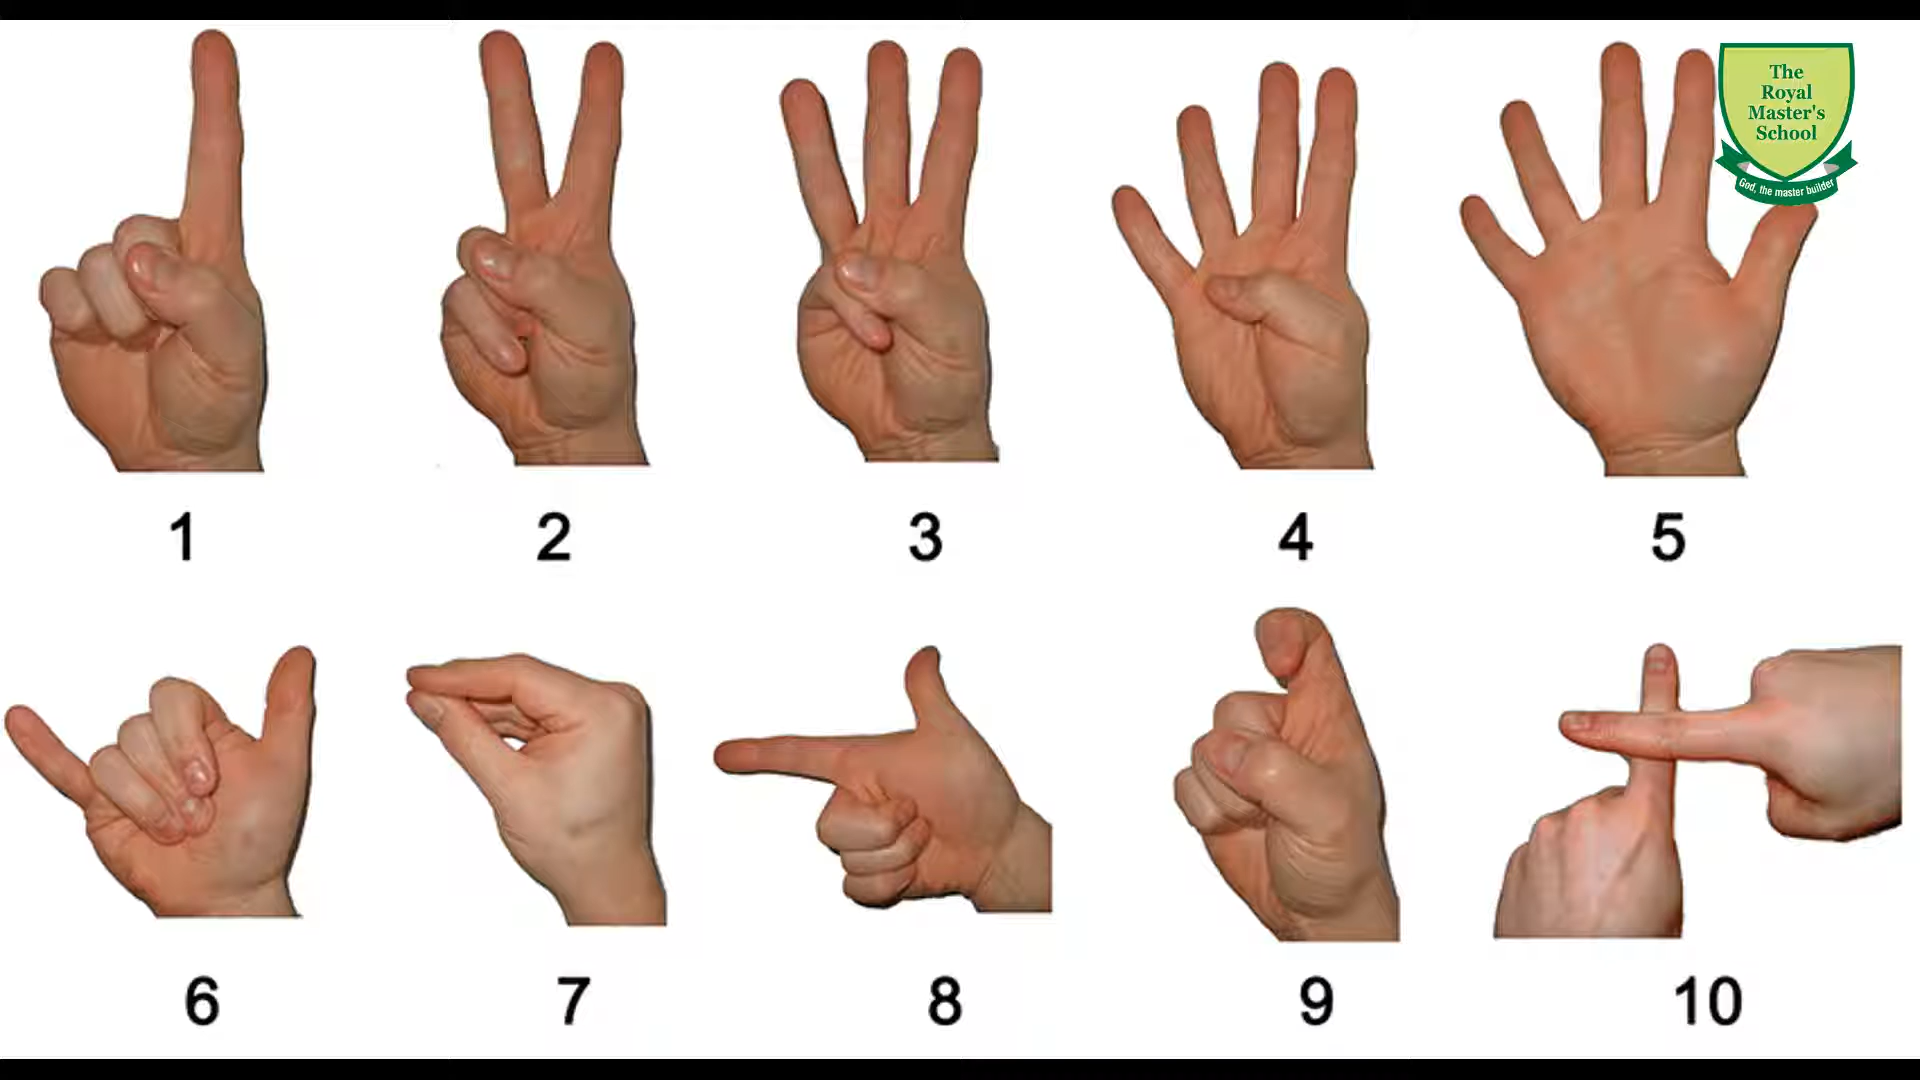 The
Royal
Master's
School
God, the master builder
1 2 3 4 5
6 7 8 9 10